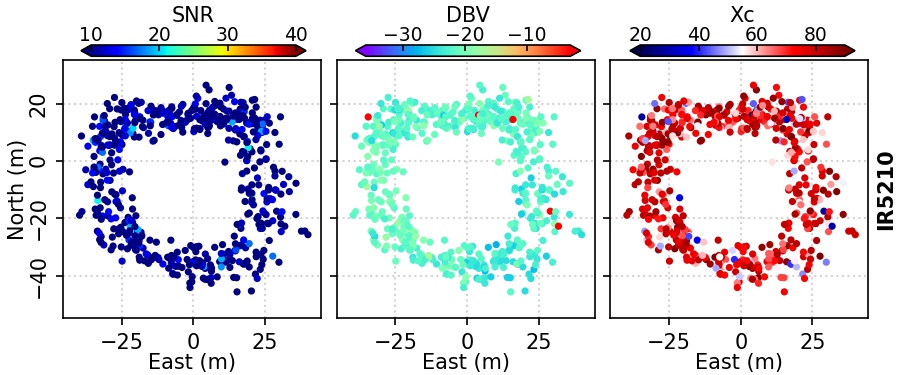 SNR DBV Xc
10 20 30 40 −30 −20 −10 20 40 60 80
20
0
−20
−40
North (m)
−25 0 25 −25 0 25 −25 0 25
East (m) East (m) East (m)
IR5210